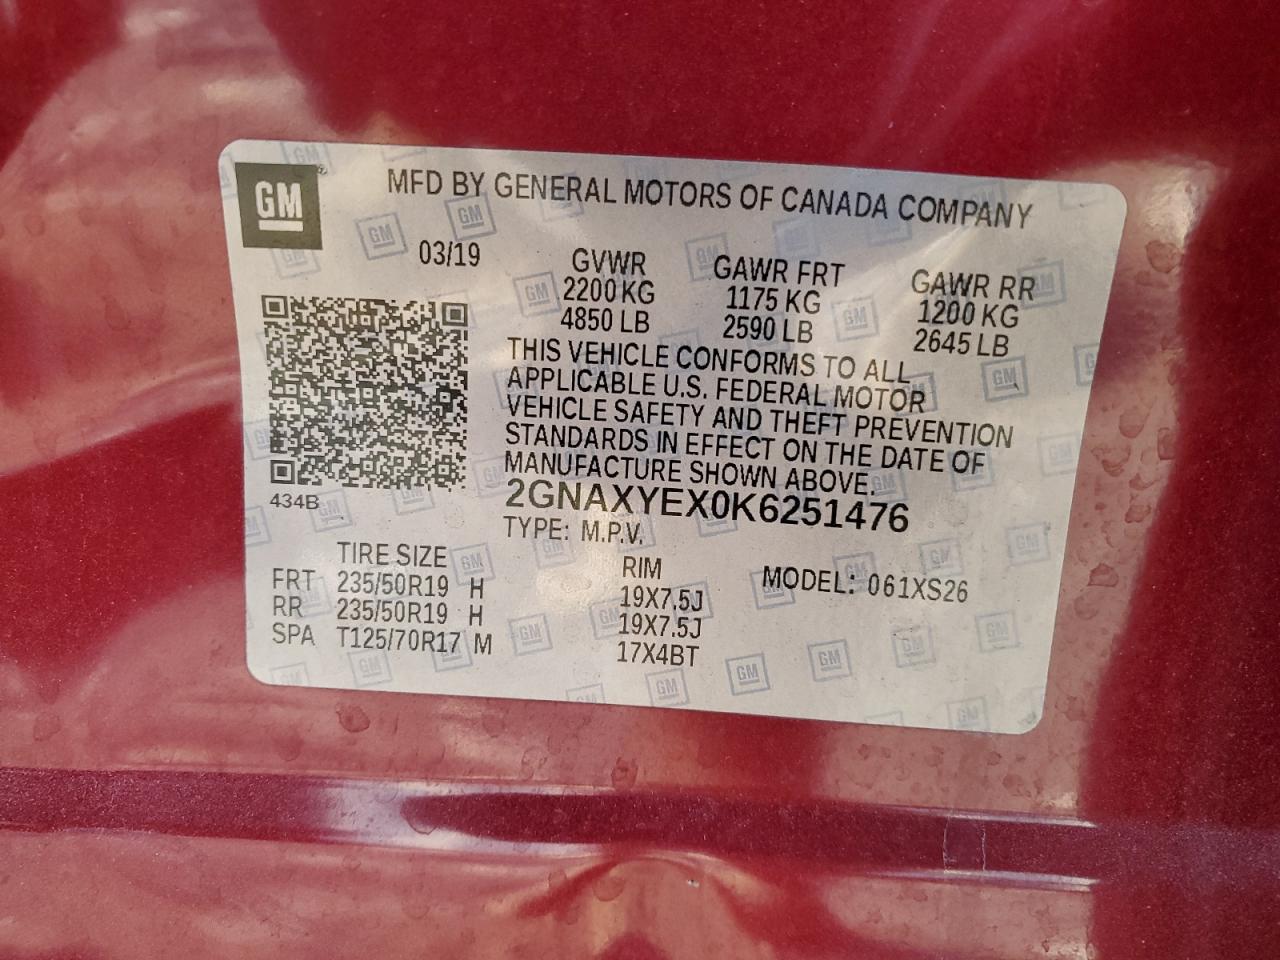 GM
MFD BY GENERAL MOTORS OF CANADA COMPANY
03/19 GVWR GAWR FRT GAWR RR
2200 KG 1175 KG 1200 KG
4850 LB 2590 LB 2645 LB
THIS VEHICLE CONFORMS TO ALL
APPLICABLE U.S. FEDERAL MOTOR
VEHICLE SAFETY AND THEFT PREVENTION
STANDARDS IN EFFECT ON THE DATE OF
MANUFACTURE SHOWN ABOVE.
434B
2GNAXYEX0K6251476
TYPE: M.P.V.
TIRE SIZE RIM MODEL: 061XS26
FRT 235/50R19 H 19X7.5J
RR 235/50R19 H 19X7.5J
SPA T125/70R17 M 17X4BT